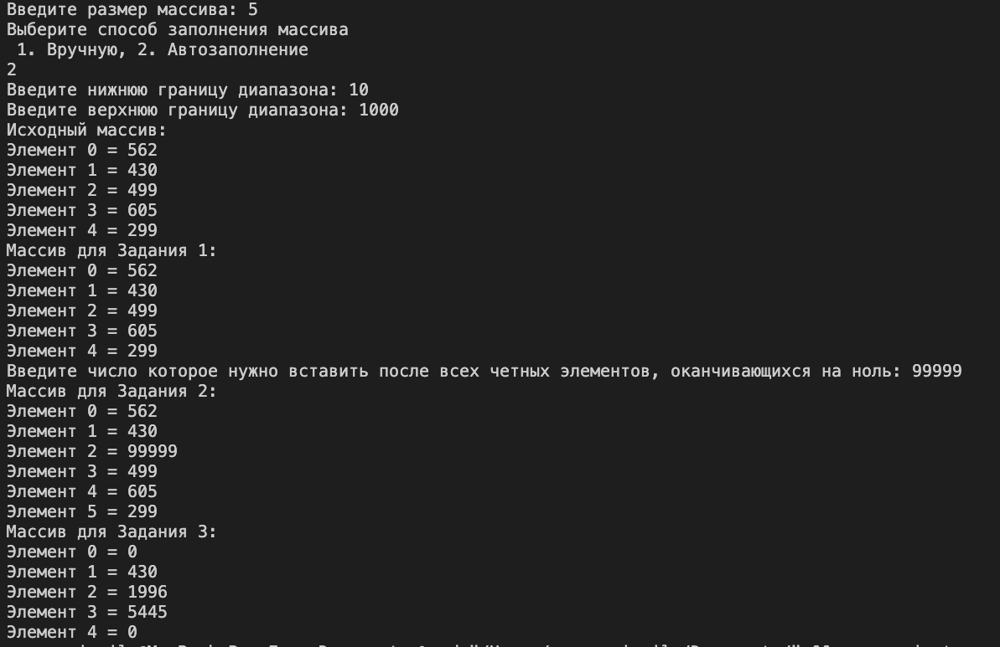 Введите размер массива: 5
Выберите способ заполнения массива
1. Вручную, 2. Автозаполнение
2
Введите нижнюю границу диапазона: 10
Введите верхнюю границу диапазона: 1000
Исходный массив:
Элемент 0 = 562
Элемент 1 = 430
Элемент 2 = 499
Элемент 3 = 605
Элемент 4 = 299
Массив для Задания 1:
Элемент 0 = 562
Элемент 1 = 430
Элемент 2 = 499
Элемент 3 = 605
Элемент 4 = 299
Введите число которое нужно вставить после всех четных элементов, оканчивающихся на ноль: 99999
Массив для Задания 2:
Элемент 0 = 562
Элемент 1 = 430
Элемент 2 = 99999
Элемент 3 = 499
Элемент 4 = 605
Элемент 5 = 299
Массив для Задания 3:
Элемент 0 = 0
Элемент 1 = 430
Элемент 2 = 1996
Элемент 3 = 5445
Элемент 4 = 0